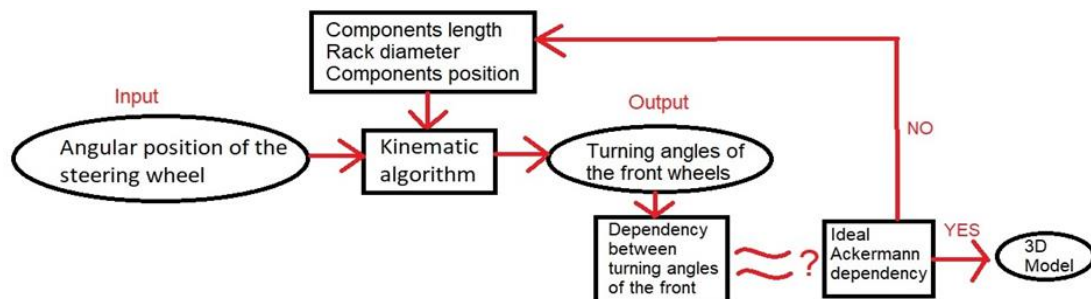 Components length
Rack diameter
Components position
Input
Output
Angular position of the
steering wheel
Kinematic
algorithm
Turning angles of
the front wheels
NO
Dependency
between
turning angles
of the front
?
Ideal
Ackermann
dependency
YES
3D
Model